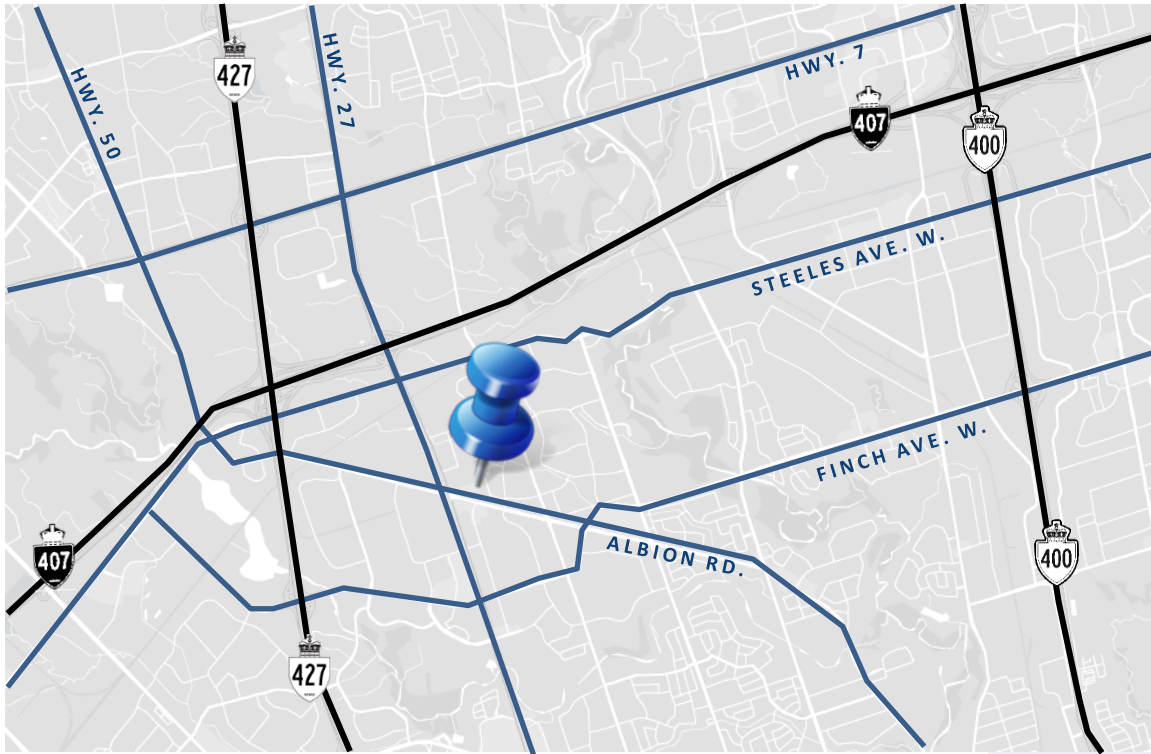 427
HWY. 50
HWY. 27
HWY. 7
407
400
STEELES AVE. W.
FINCH AVE. W.
ALBION RD.
407
400
427